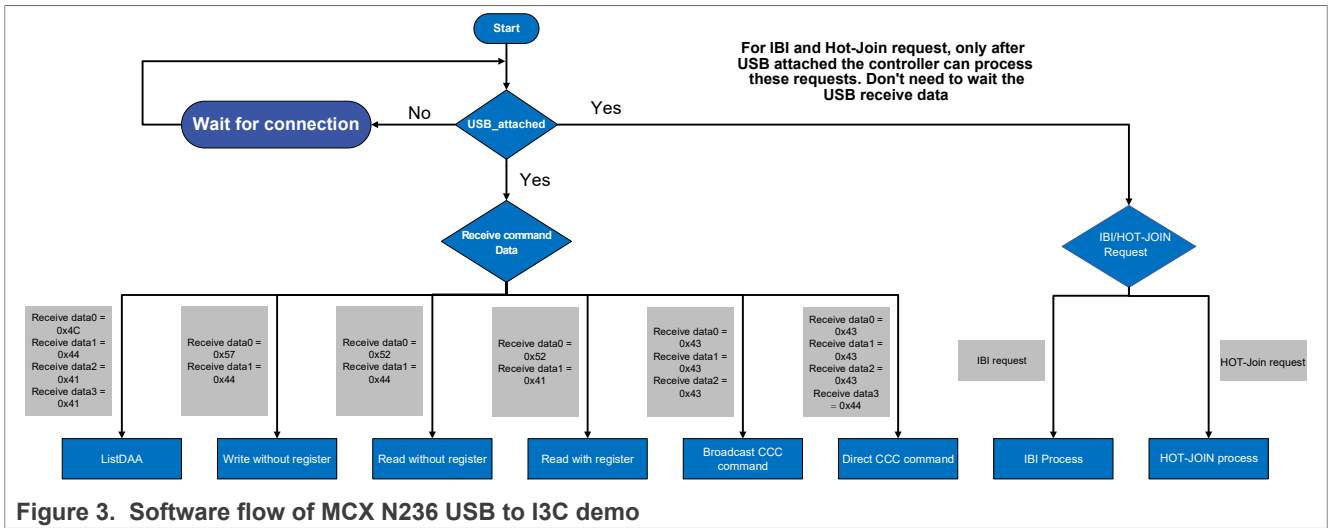 Start
For IBI and Hot-Join request, only after
USB attached the controller can process
these requests. Don't need to wait the
USB receive data
Wait for connection
No
USB_attached
Yes
Yes
Receive command
Data
IBI/HOT-JOIN
Request
Receive data0 =
0x4C
Receive data1 =
0x44
Receive data2 =
0x41
Receive data3 =
0x41
Receive data0 =
0x57
Receive data1 =
0x44
Receive data0 =
0x52
Receive data1 =
0x44
Receive data0 =
0x52
Receive data1 =
0x41
Receive data0 =
0x43
Receive data1 =
0x43
Receive data2 =
0x43
Receive data0 =
0x43
Receive data1 =
0x43
Receive data2 =
0x43
Receive data3
= 0x44
IBI request
HOT-Join request
ListDAA
Write without register
Read without register
Read with register
Broadcast CCC
command
Direct CCC command
IBI Process
HOT-JOIN process
Figure 3. Software flow of MCX N236 USB to I3C demo